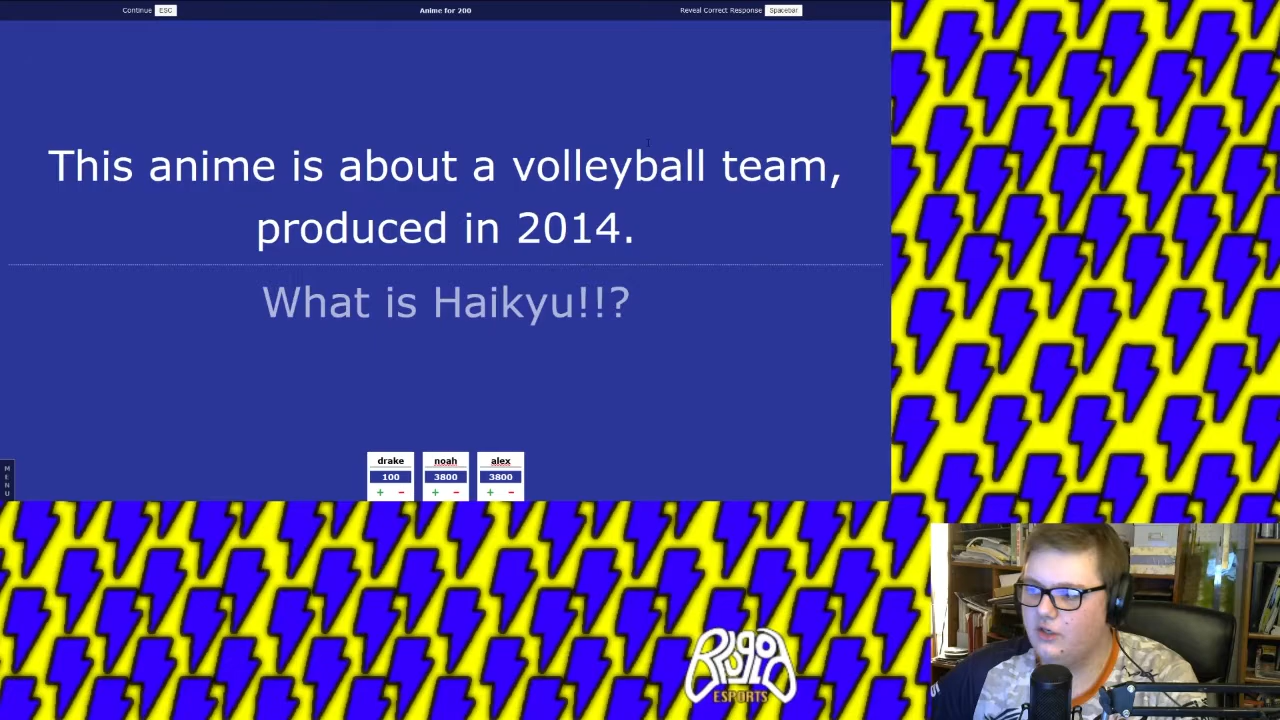 Continue ESC
Anime for 200
Reveal Correct Response Spacebar
This anime is about a volleyball team,
produced in 2014.
What is Haikyu!!?
MENU
drake noah alex
100 3800 3800
+ − + − + −
ESPORTS